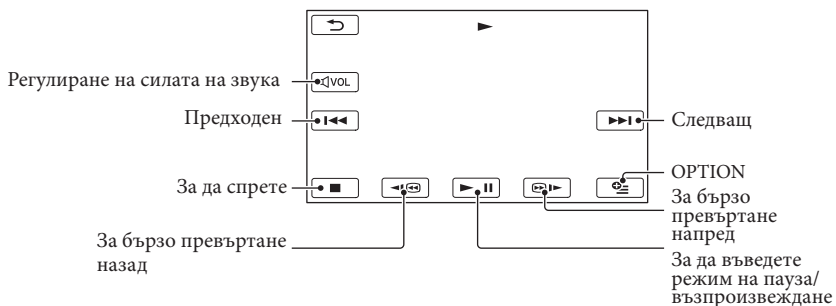 Регулиране на силата на звука
VOL
Предходен
Следващ
За да спрете
OPTION
За бързо
превъртане
напред
За бързо превъртане
назад
За да въведете
режим на пауза/
възпроизвеждане